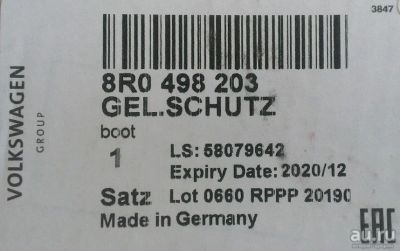 3847
VOLKSWAGEN
GROUP
8R0 498 203
GEL.SCHUTZ
boot
1
LS: 58079642
Expiry Date: 2020/12
Satz Lot 0660 RPPP 20190
Made in Germany
EAC
au.ru